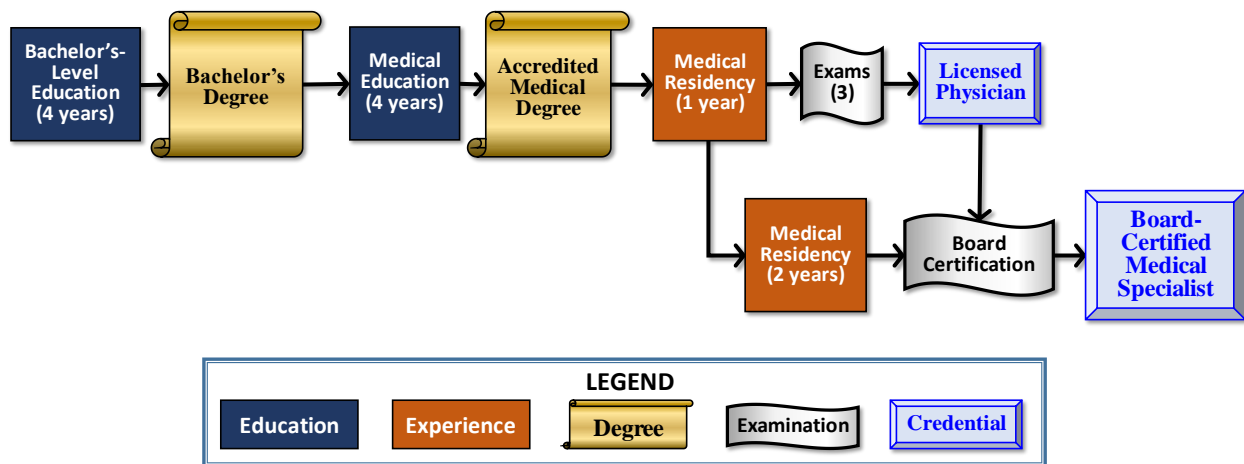 Bachelor's-
Level
Education
(4 years)
Bachelor's
Degree
Medical
Education
(4 years)
Accredited
Medical
Degree
Medical
Residency
(1 year)
Exams
(3)
Licensed
Physician
Medical
Residency
(2 years)
Board
Certification
Board-
Certified
Medical
Specialist
LEGEND
Education
Experience
Degree
Examination
Credential